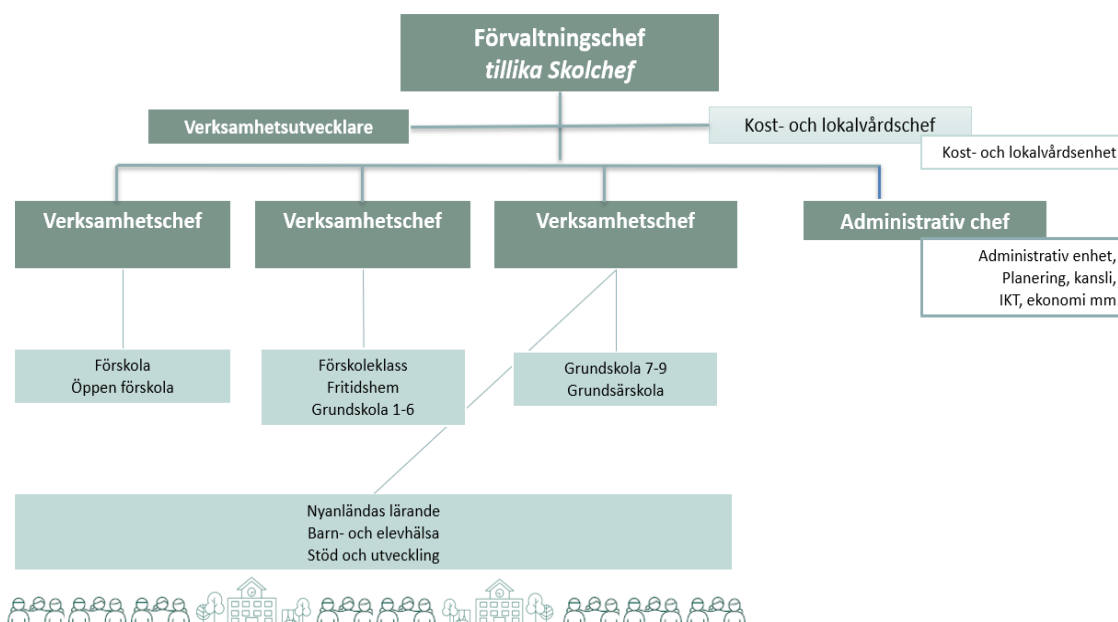 Förvaltningschef
tillika Skolchef
Verksamhetsutvecklare
Kost- och lokalvårdschef
Kost- och lokalvårdsenhet
Verksamhetschef
Verksamhetschef
Verksamhetschef
Administrativ chef
Administrativ enhet,
Planering, kansli,
IKT, ekonomi mm
Förskola
Öppen förskola
Förskoleklass
Fritidshem
Grundskola 1-6
Grundskola 7-9
Grundsärskola
Nyanländas lärande
Barn- och elevhälsa
Stöd och utveckling